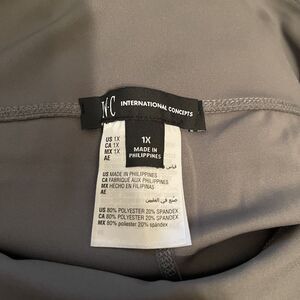 I·N·C INTERNATIONAL CONCEPTS
1X
MADE IN
PHILIPPINES
US 1X
CA 1X
MX 1X
AE
قياس
US MADE IN PHILIPPINES
CA FABRIQUÉ AUX PHILIPPINES
MX HECHO EN FILIPINAS
AE
صنع في الفلبين
US 80% POLYESTER 20% SPANDEX
CA 80% POLYESTER 20% SPANDEX
MX 80% poliéster 20% spándex